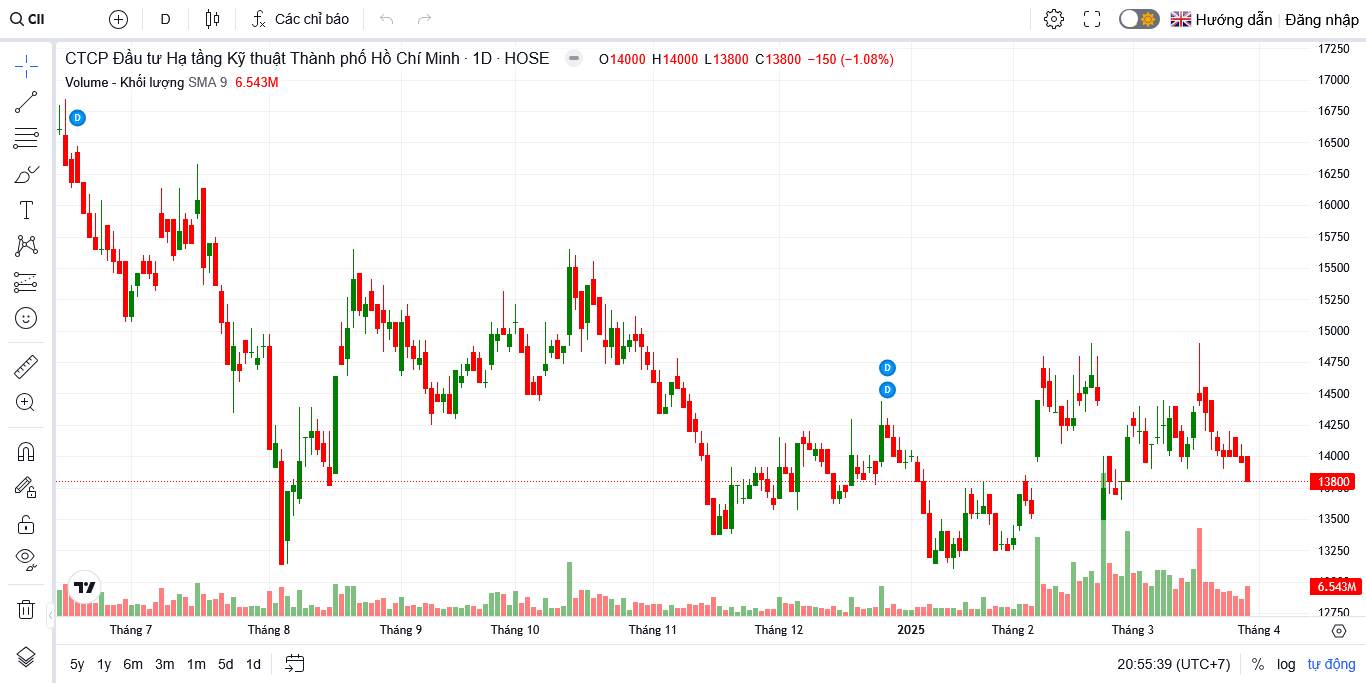 CII D Các chỉ báo Hướng dẫn Đăng nhập
CTCP Đầu tư Hạ tầng Kỹ thuật Thành phố Hồ Chí Minh · 1D · HOSE O14000 H14000 L13800 C13800 −150 (−1.08%)
Volume - Khối lượng SMA 9 6.543M
D
D
D
17250
17000
16750
16500
16250
16000
15750
15500
15250
15000
14750
14500
14250
14000
13800
13500
13250
6.543M
12750
Tháng 7 Tháng 8 Tháng 9 Tháng 10 Tháng 11 Tháng 12 2025 Tháng 2 Tháng 3 Tháng 4
5y 1y 6m 3m 1m 5d 1d 20:55:39 (UTC+7) % log tự động